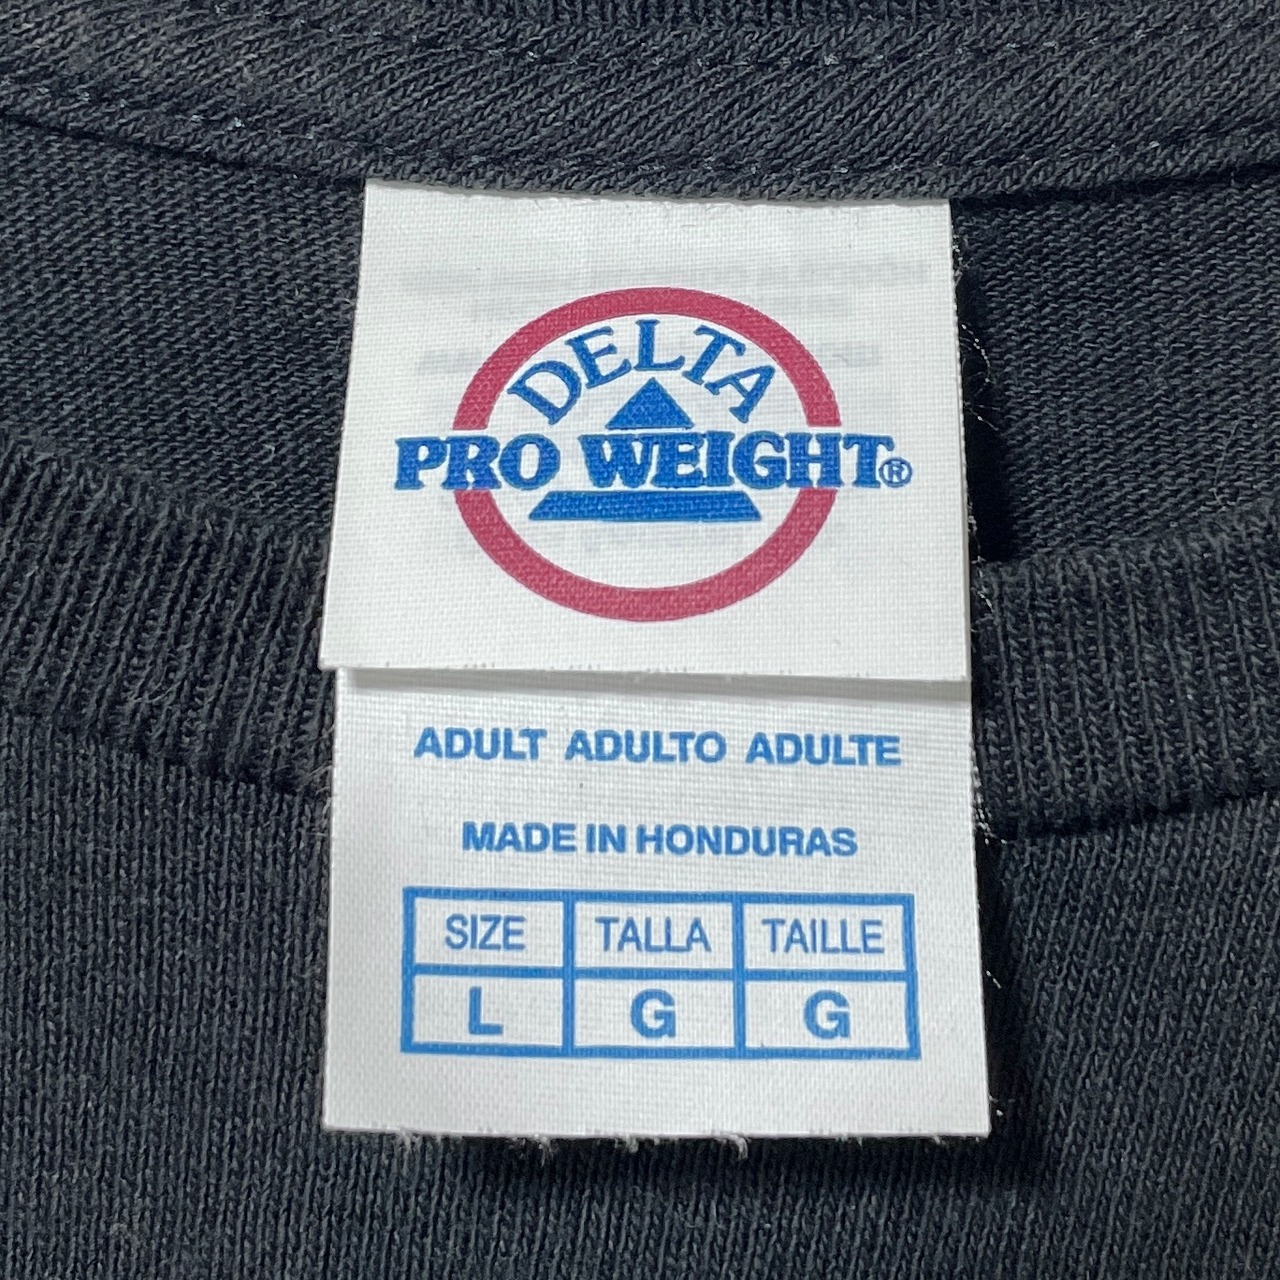 DELTA
PRO WEIGHT®
ADULT ADULTO ADULTE
MADE IN HONDURAS
SIZE TALLA TAILLE
L G G